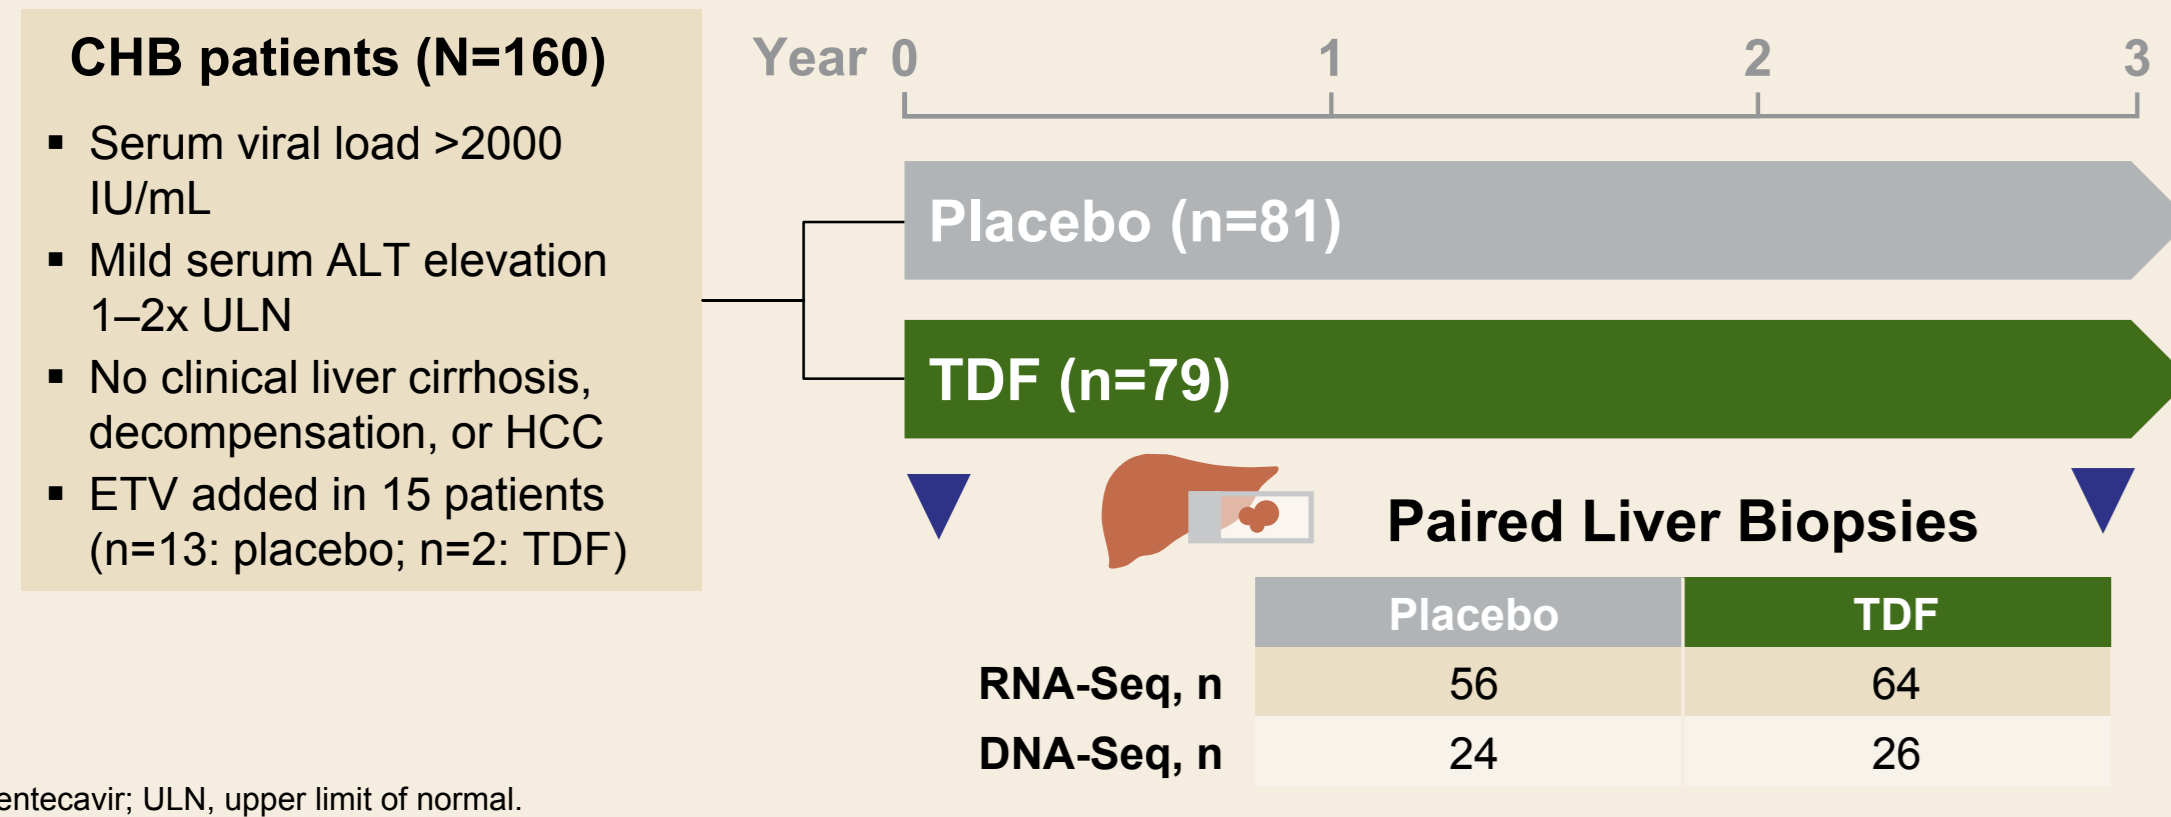 CHB patients (N=160)
▪ Serum viral load >2000
IU/mL
▪ Mild serum ALT elevation
1–2x ULN
▪ No clinical liver cirrhosis,
decompensation, or HCC
▪ ETV added in 15 patients
(n=13: placebo; n=2: TDF)
Year 0 1 2 3
Placebo (n=81)
TDF (n=79)
Paired Liver Biopsies
Placebo TDF
RNA-Seq, n 56 64
DNA-Seq, n 24 26
entecavir; ULN, upper limit of normal.